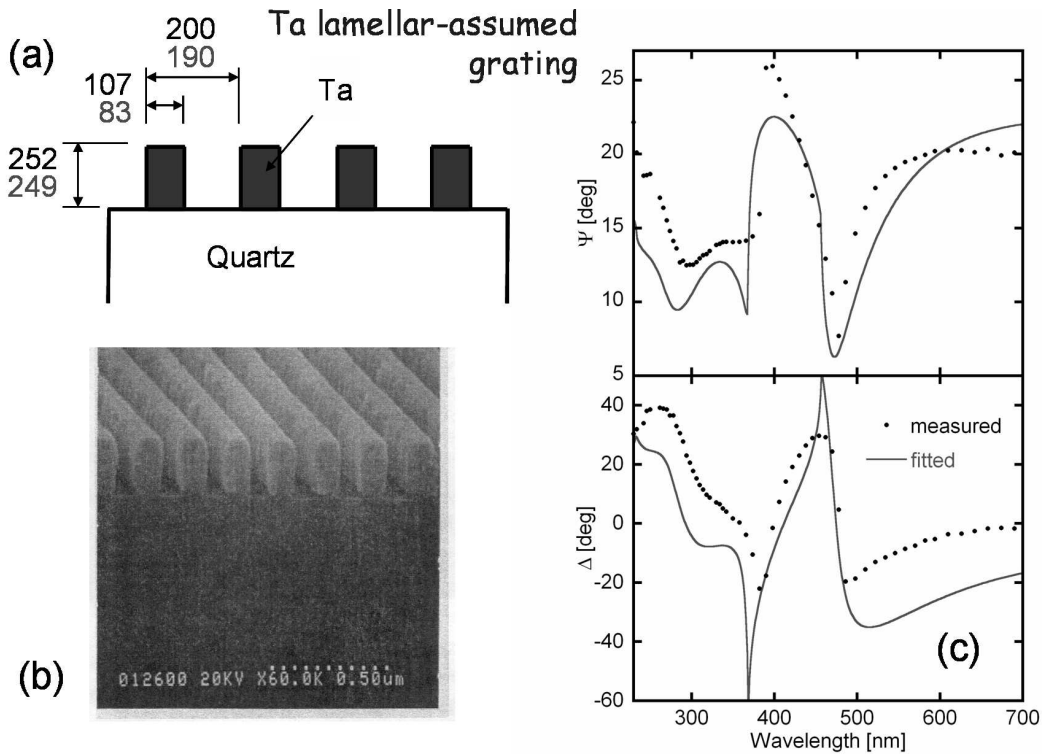 (a)
Ta lamellar-assumed
grating
200
190
107
83
Ta
252
249
Quartz
(b)
012600 20KV X60.0K 0.50um
25
20
15
10
5
Ψ [deg]
40
20
0
-20
-40
-60
Δ [deg]
measured
fitted
(c)
300 400 500 600 700
Wavelength [nm]